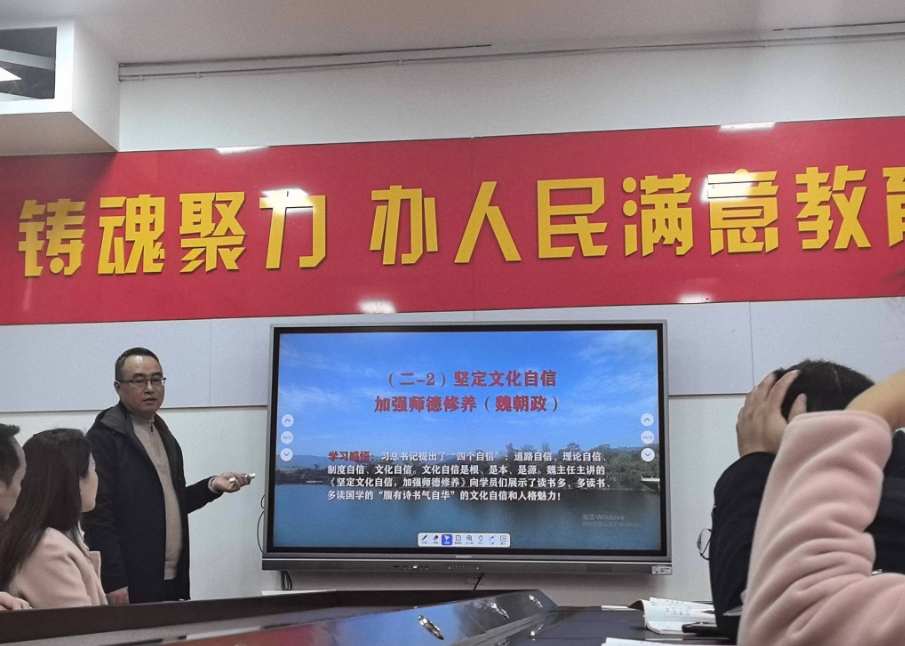 铸魂聚力 办人民满意教育
（二-2）坚定文化自信
加强师德修养（魏朝政）
学习感悟：习总书记提出了“四个自信”：道路自信、理论自信、
制度自信、文化自信。文化自信是根、是本、是源。魏主任主讲的
《坚定文化自信，加强师德修养》向学员们展示了读书多、多读书、
多读国学的“腹有诗书气自华”的文化自信和人格魅力！
激活 Windows